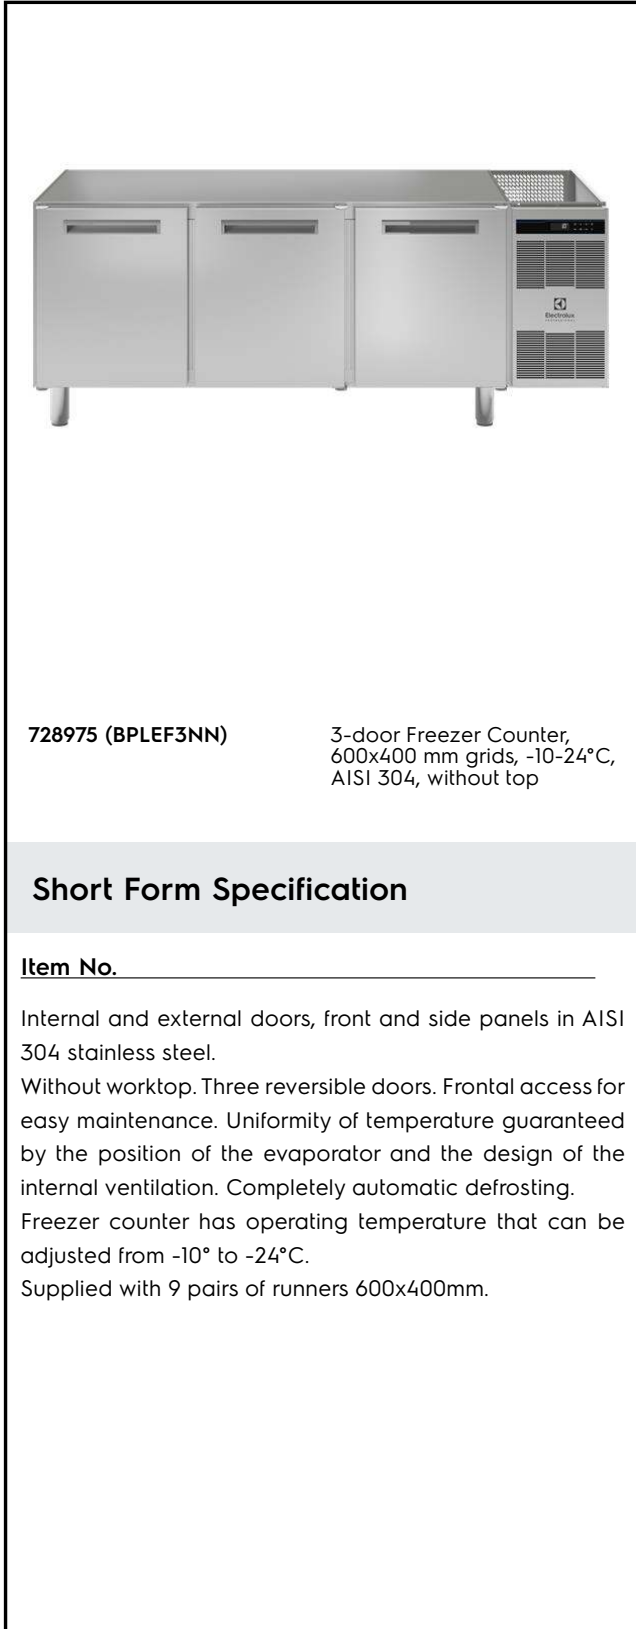 Electrolux
PROFESSIONAL
728975 (BPLEF3NN)
3-door Freezer Counter,
600x400 mm grids, -10-24°C,
AISI 304, without top
Short Form Specification
Item No.
Internal and external doors, front and side panels in AISI
304 stainless steel.
Without worktop. Three reversible doors. Frontal access for
easy maintenance. Uniformity of temperature guaranteed
by the position of the evaporator and the design of the
internal ventilation. Completely automatic defrosting.
Freezer counter has operating temperature that can be
adjusted from -10° to -24°C.
Supplied with 9 pairs of runners 600x400mm.